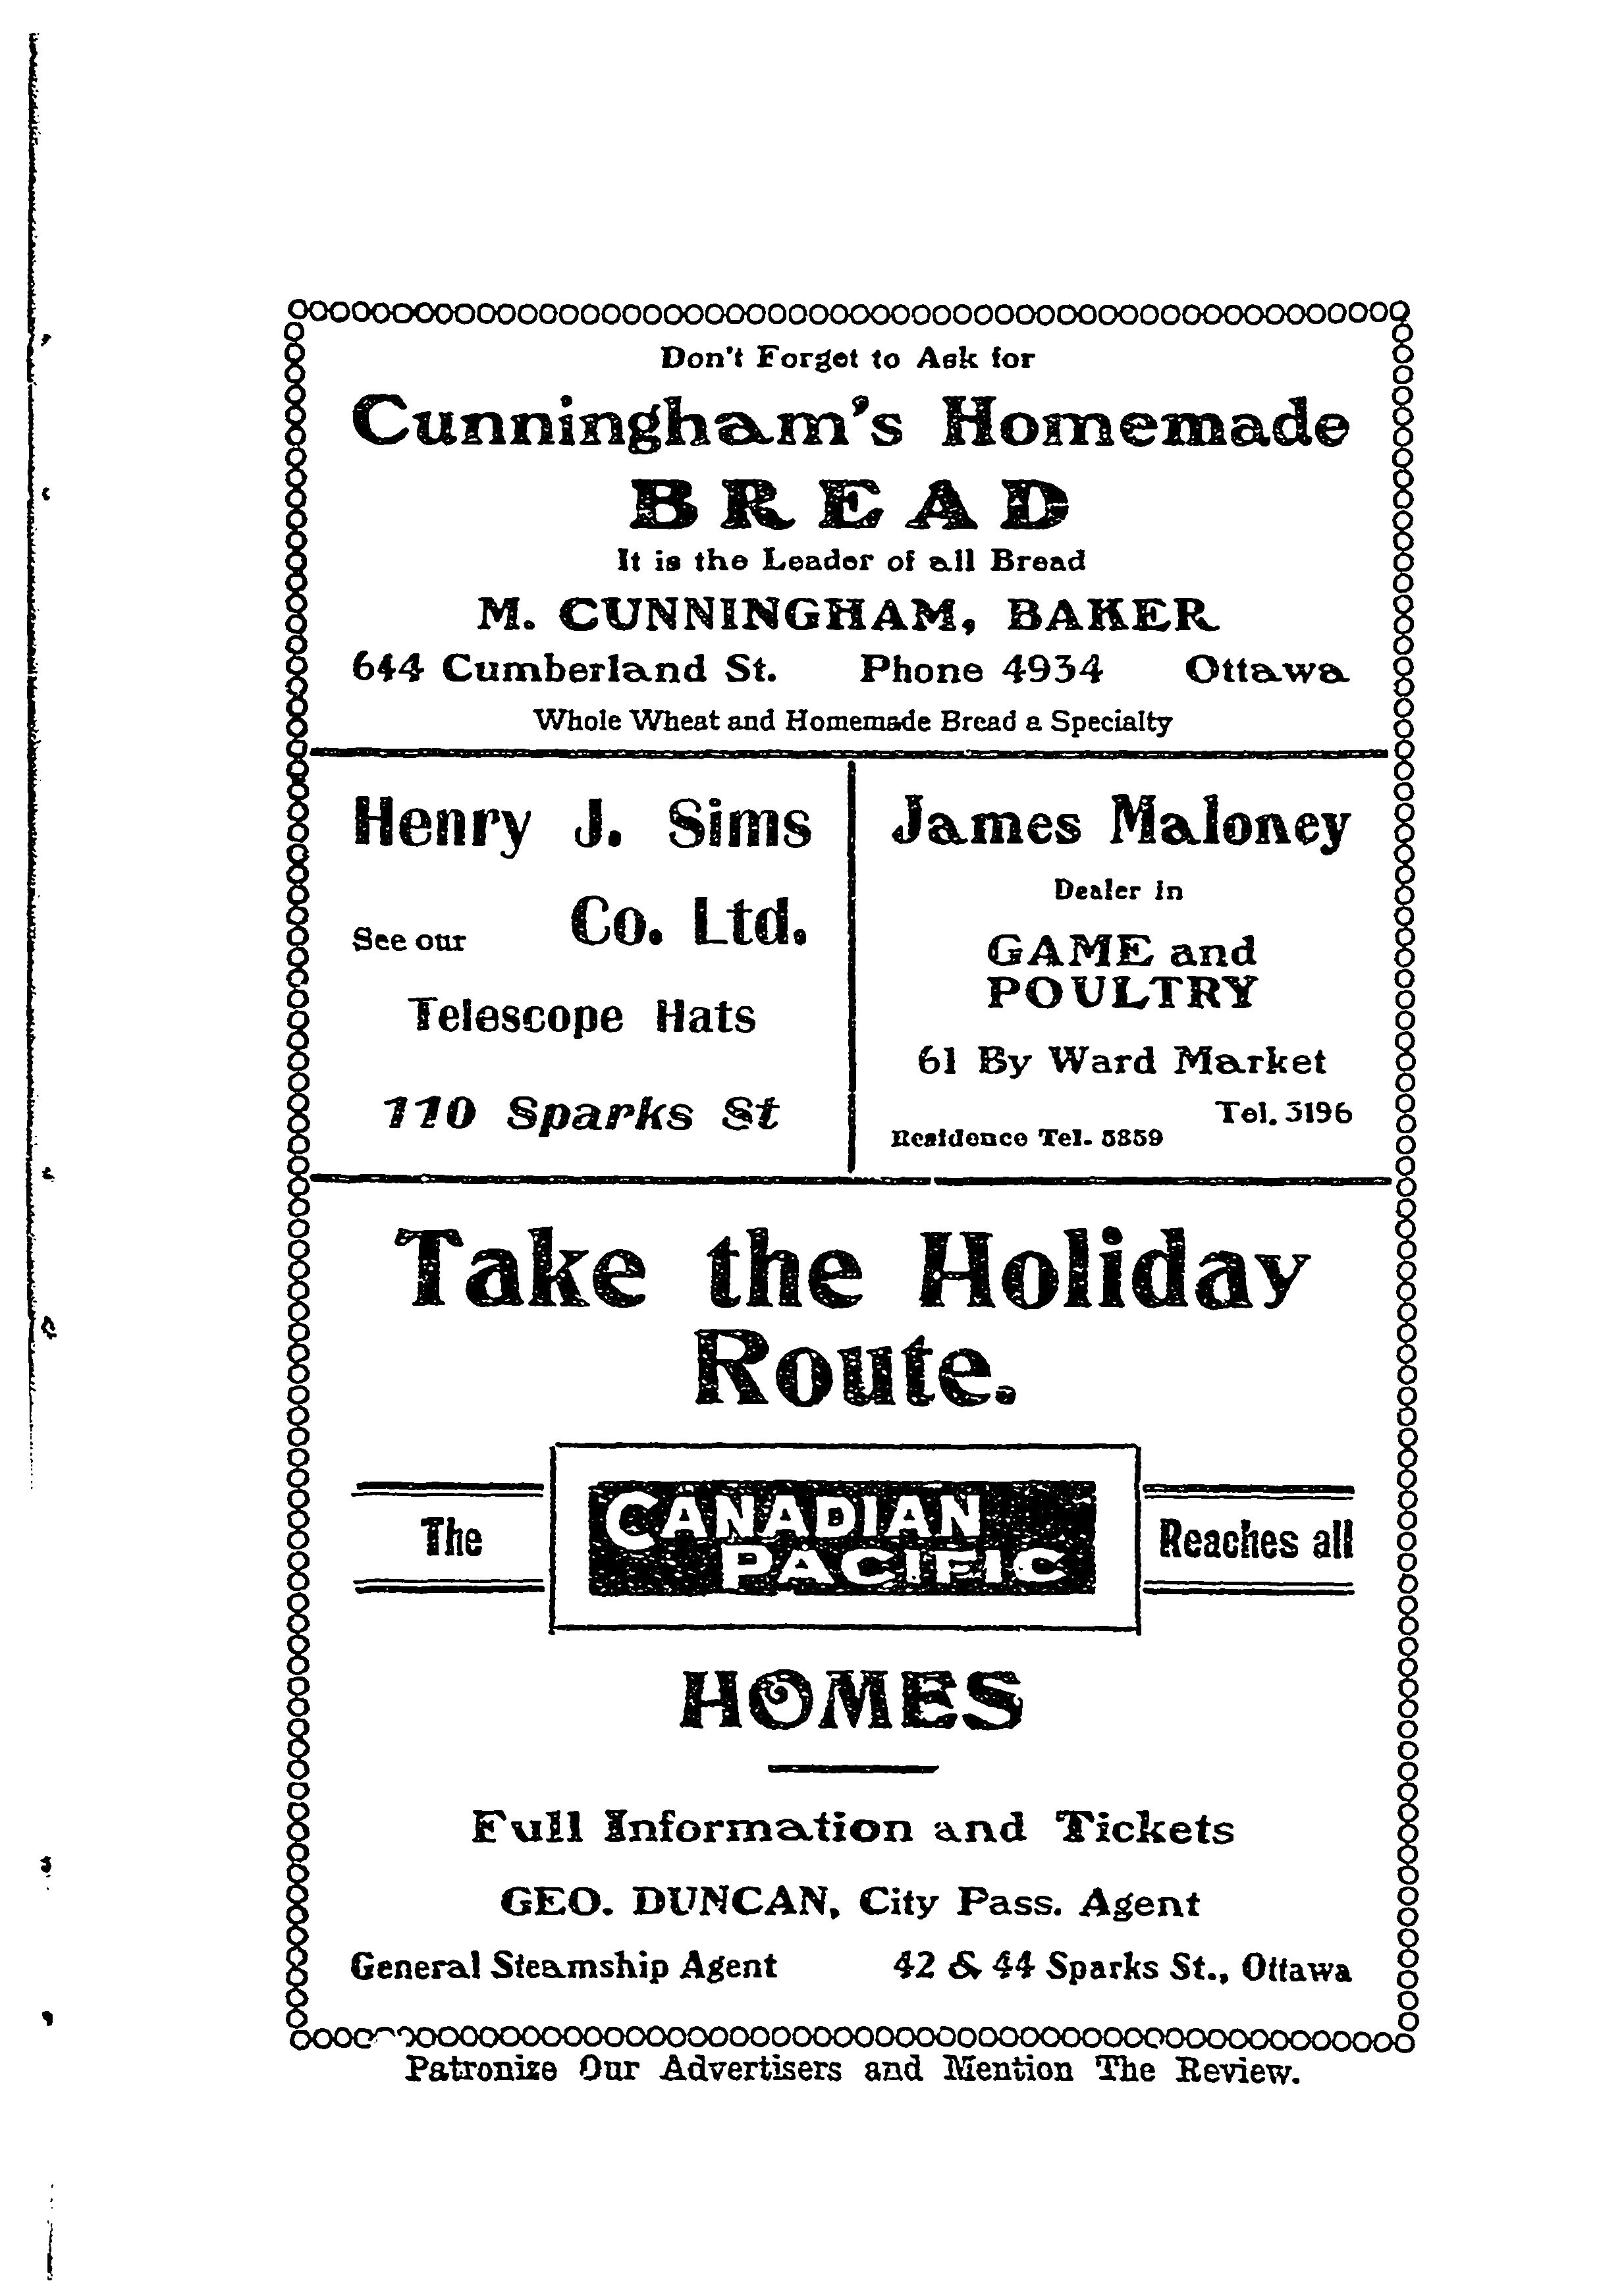 Don't Forget to Ask for
Cunningham's Homemade
BREAD
It is the Leader of all Bread
M. CUNNINGHAM, BAKER
644 Cumberland St. Phone 4934 Ottawa
Whole Wheat and Homemade Bread a Specialty
Henry J. Sims
Co. Ltd.
See our
Telescope Hats
110 Sparks St
James Maloney
Dealer in
GAME and
POULTRY
61 By Ward Market
Tel. 3196
Residence Tel. 5859
Take the Holiday
Route.
The CANADIAN PACIFIC Reaches all
HOMES
Full Information and Tickets
GEO. DUNCAN, City Pass. Agent
General Steamship Agent 42 & 44 Sparks St., Ottawa
Patronize Our Advertisers and Mention The Review.